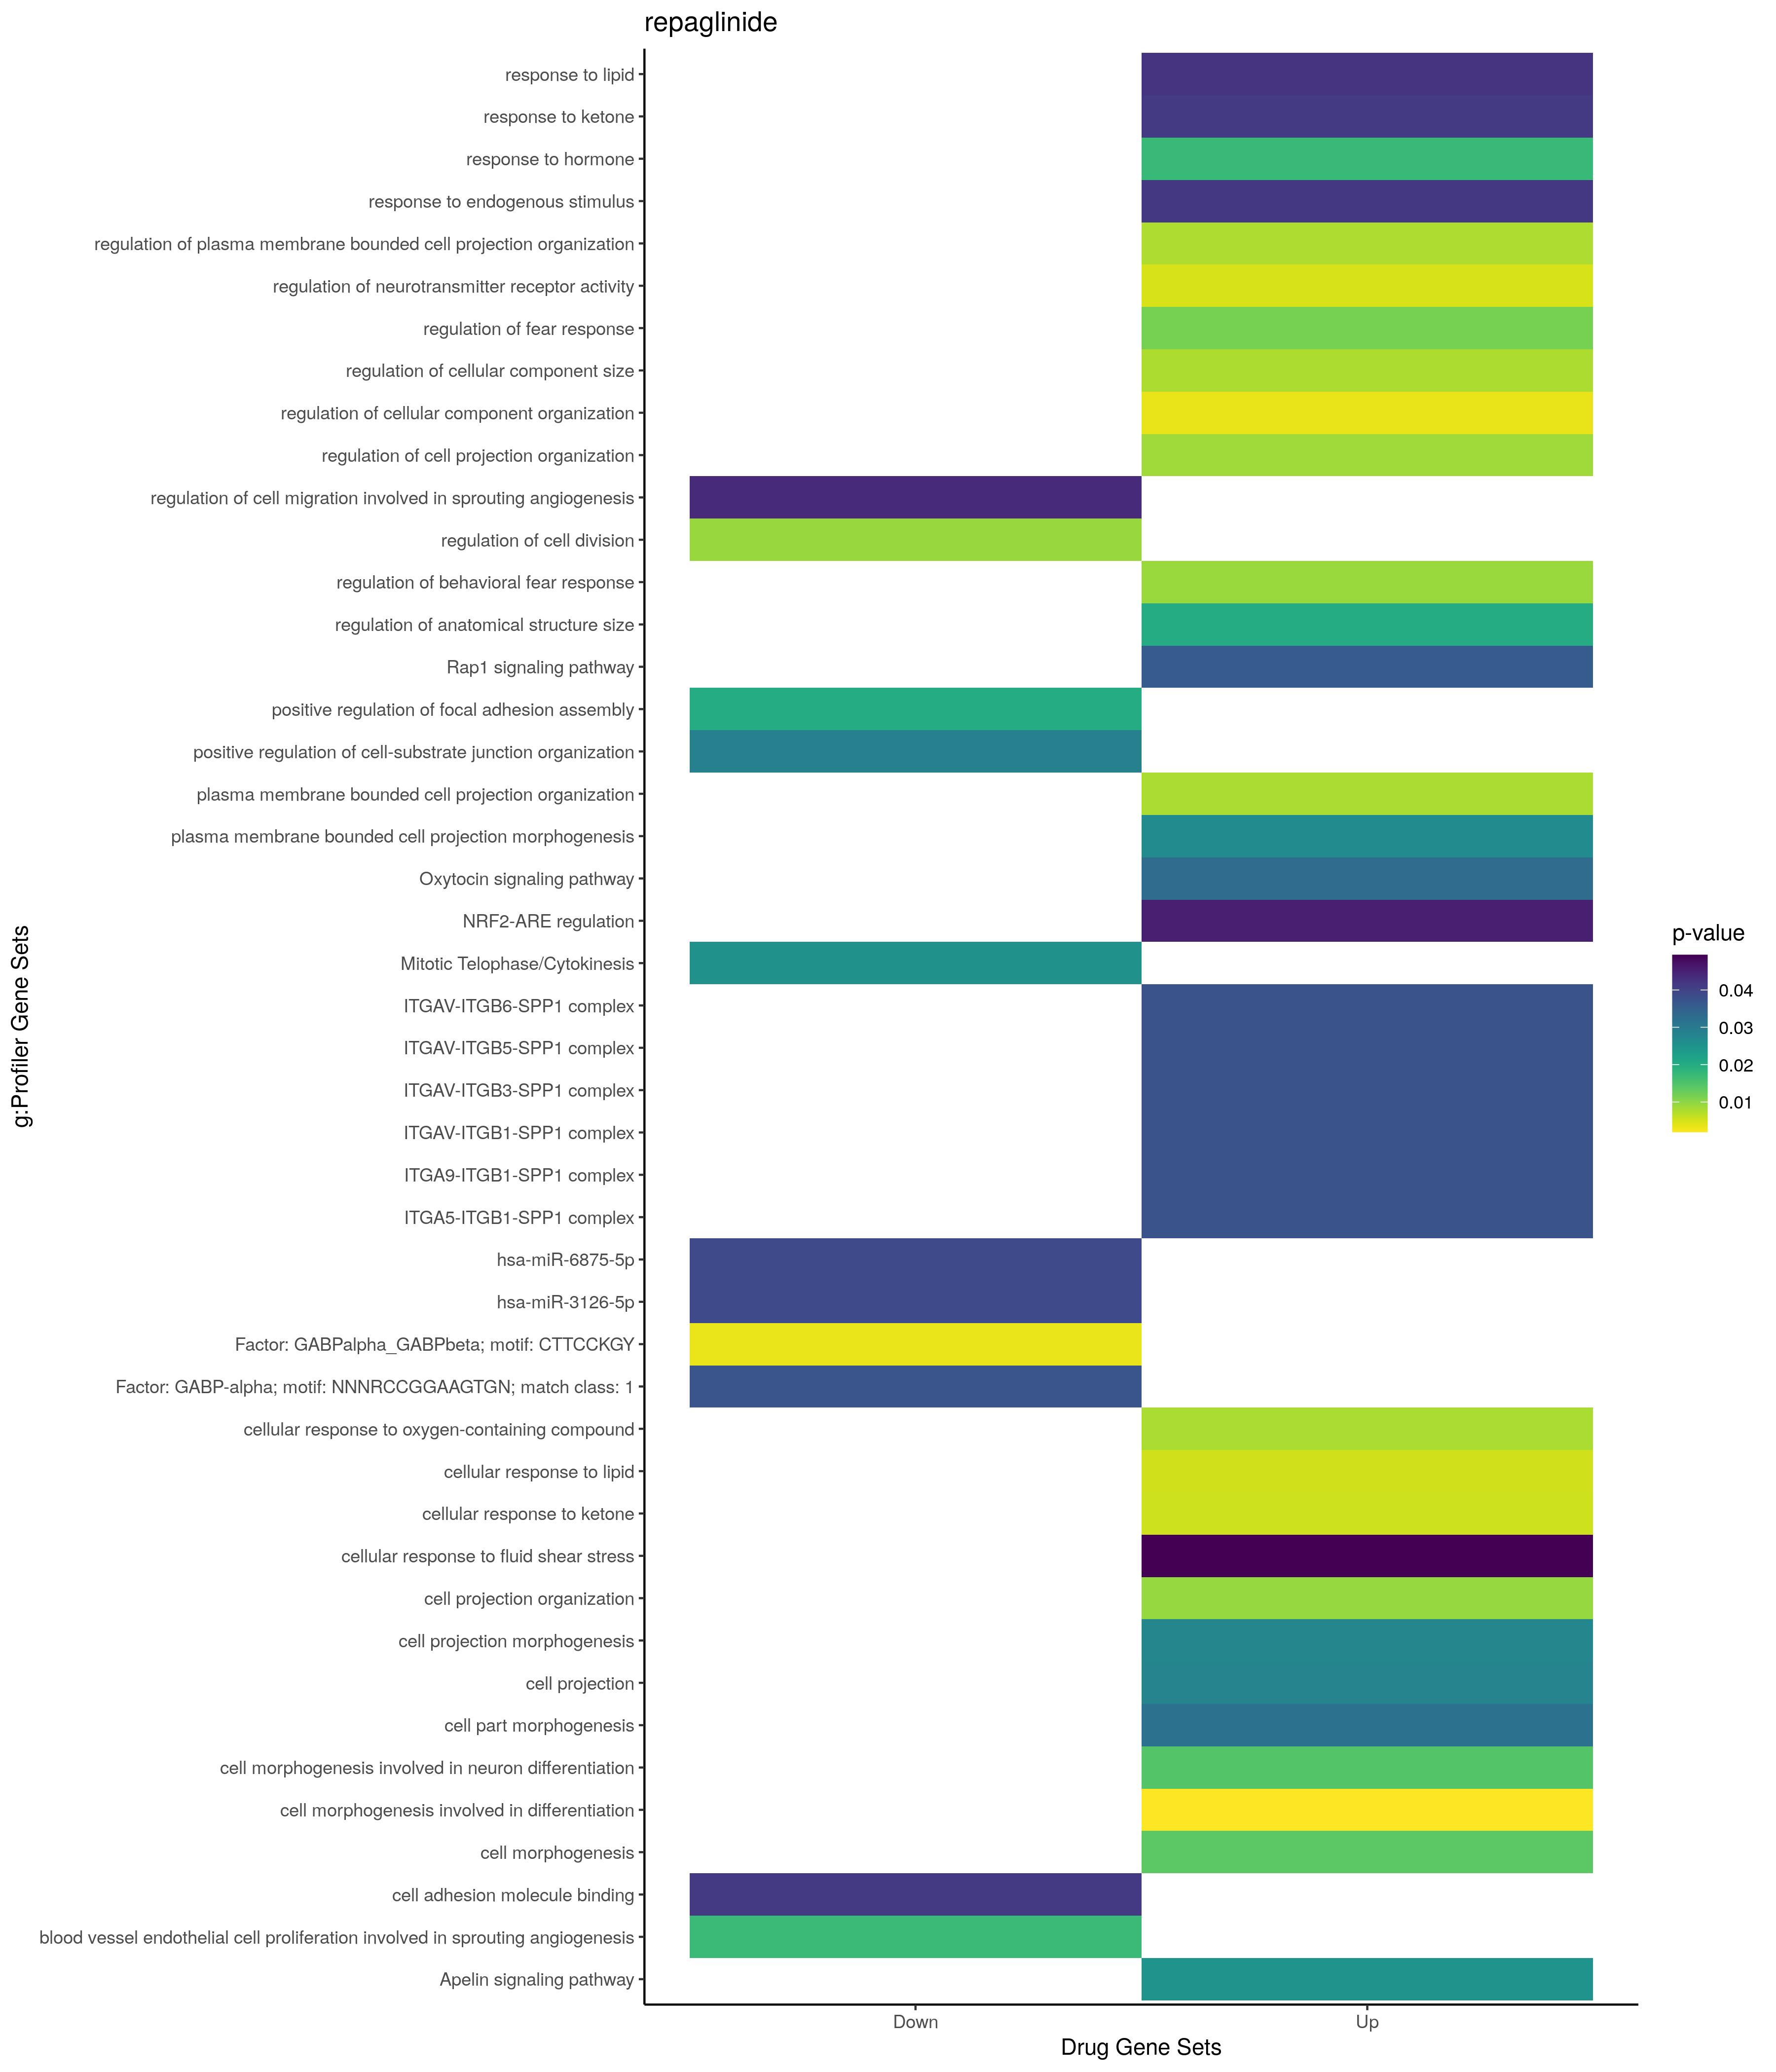 repaglinide
response to lipid
response to ketone
response to hormone
response to endogenous stimulus
regulation of plasma membrane bounded cell projection organization
regulation of neurotransmitter receptor activity
regulation of fear response
regulation of cellular component size
regulation of cellular component organization
regulation of cell projection organization
regulation of cell migration involved in sprouting angiogenesis
regulation of cell division
regulation of behavioral fear response
regulation of anatomical structure size
Rap1 signaling pathway
positive regulation of focal adhesion assembly
positive regulation of cell-substrate junction organization
plasma membrane bounded cell projection organization
plasma membrane bounded cell projection morphogenesis
Oxytocin signaling pathway
NRF2-ARE regulation
Mitotic Telophase/Cytokinesis
ITGAV-ITGB6-SPP1 complex
ITGAV-ITGB5-SPP1 complex
ITGAV-ITGB3-SPP1 complex
ITGAV-ITGB1-SPP1 complex
ITGA9-ITGB1-SPP1 complex
ITGA5-ITGB1-SPP1 complex
hsa-miR-6875-5p
hsa-miR-3126-5p
Factor: GABPalpha_GABPbeta; motif: CTTCCKGY
Factor: GABP-alpha; motif: NNNRCCGGAAGTGN; match class: 1
cellular response to oxygen-containing compound
cellular response to lipid
cellular response to ketone
cellular response to fluid shear stress
cell projection organization
cell projection morphogenesis
cell projection
cell part morphogenesis
cell morphogenesis involved in neuron differentiation
cell morphogenesis involved in differentiation
cell morphogenesis
cell adhesion molecule binding
blood vessel endothelial cell proliferation involved in sprouting angiogenesis
Apelin signaling pathway
g:Profiler Gene Sets
Down
Up
Drug Gene Sets
p-value
0.04
0.03
0.02
0.01